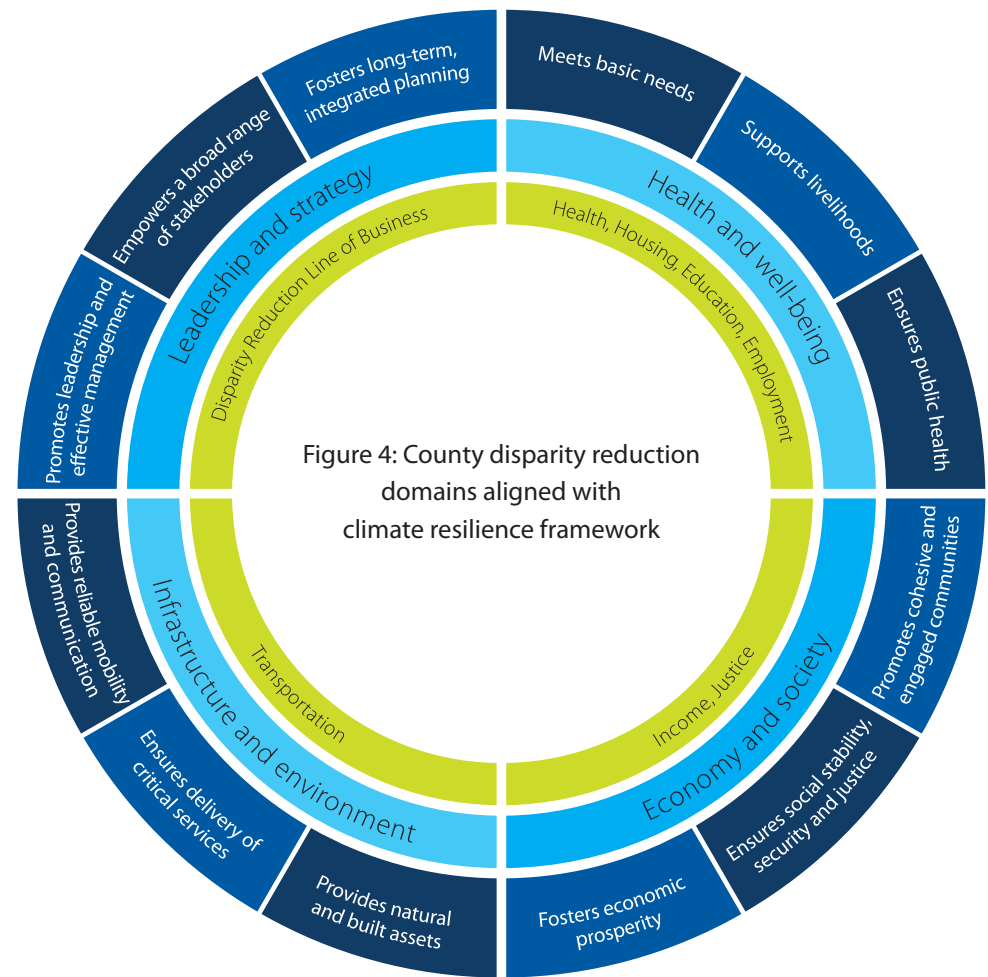 Fosters long-term,
integrated planning
Meets basic needs
Supports livelihoods
Ensures public health
Promotes cohesive and
engaged communities
Ensures social stability,
security and justice
Fosters economic
prosperity
Provides natural
and built assets
Ensures delivery of
critical services
Provides reliable mobility
and communication
Promotes leadership and
effective management
Empowers a broad range
of stakeholders
Leadership and strategy
Health and well-being
Economy and society
Infrastructure and environment
Disparity Reduction Line of Business
Health, Housing, Education, Employment
Income, Justice
Transportation
Figure 4: County disparity reduction
domains aligned with
climate resilience framework